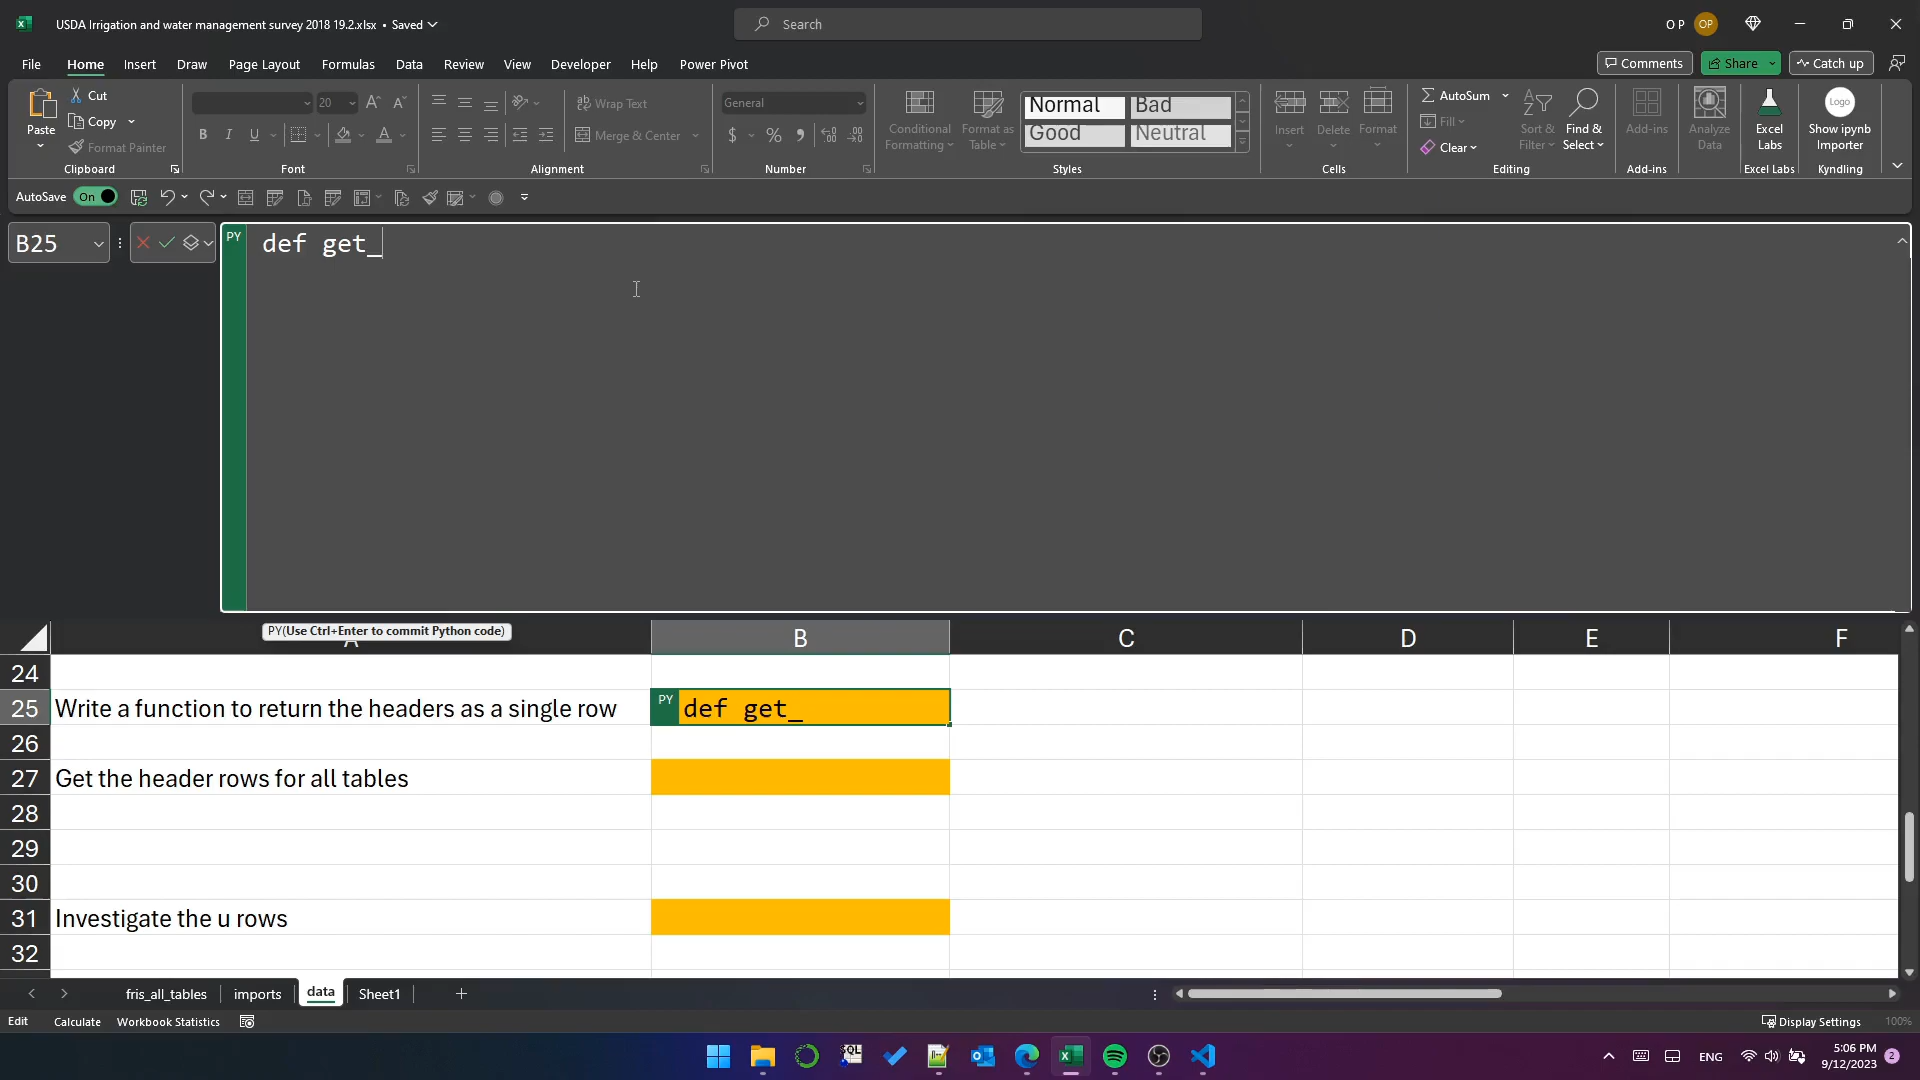 USDA Irrigation and water management survey 2018 19.2.xlsx • Saved
Search
O P
OP
File Home Insert Draw Page Layout Formulas Data Review View Developer Help Power Pivot
Comments
Share
Catch up
Paste
Cut
Copy
Format Painter
Clipboard
20
B I U
Font
Wrap Text
Merge & Center
Alignment
General
$ % ,
Number
Conditional Formatting
Format as Table
Normal Bad
Good Neutral
Styles
Insert
Delete
Format
Cells
AutoSum
Fill
Clear
Sort & Filter
Find & Select
Editing
Add-ins
Add-ins
Analyze Data
Excel Labs
Excel Labs
Logo
Show ipynb Importer
Kyndling
AutoSave On
B25
PY
def get_
PY(Use Ctrl+Enter to commit Python code)
A B C D E F
24
25 Write a function to return the headers as a single row PY def get_
26
27 Get the header rows for all tables
28
29
30
31 Investigate the u rows
32
fris_all_tables imports data Sheet1
Edit Calculate Workbook Statistics
Display Settings
100%
ENG
5:06 PM
9/12/2023
2